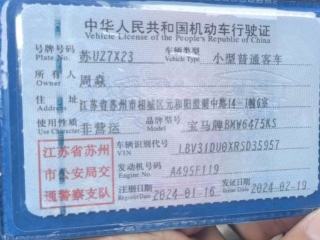 中华人民共和国机动车行驶证
Vehicle License of the People's Republic of China
号牌号码 苏UZ7X23 车辆类型 小型普通客车
Plate No. Vehicle Type
所有人 周淼
Owner
住址 江苏省苏州市相城区元和阳澄湖中路14-1幢6室
Address
使用性质 非营运 品牌型号 宝马牌BMW6475KS
Use Character Model
江苏省苏州 车辆识别代号 LBV31DU0XRSD35957
VIN
市公安局交 发动机号码 A495F119
Engine No.
通警察支队 注册日期 2024-01-16 发证日期 2024-02-19
Register Date Issue Date